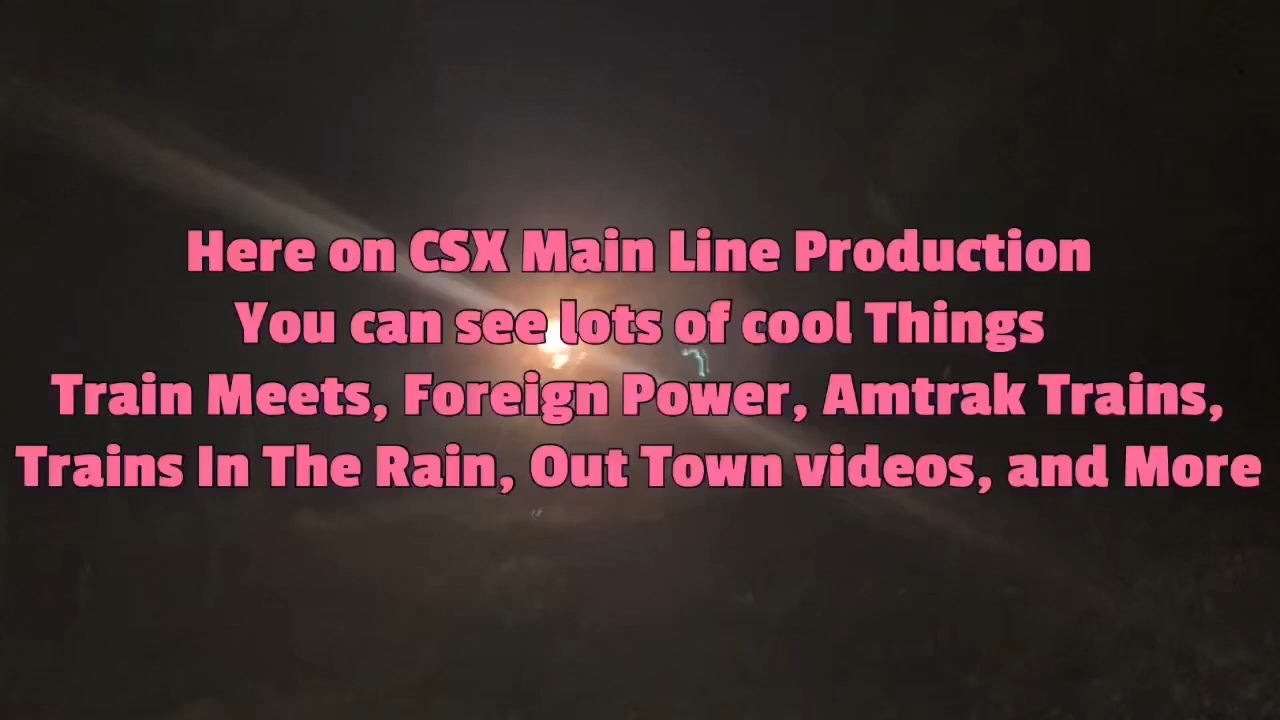 Here on CSX Main Line Production
You can see lots of cool Things
Train Meets, Foreign Power, Amtrak Trains,
Trains In The Rain, Out Town videos, and More